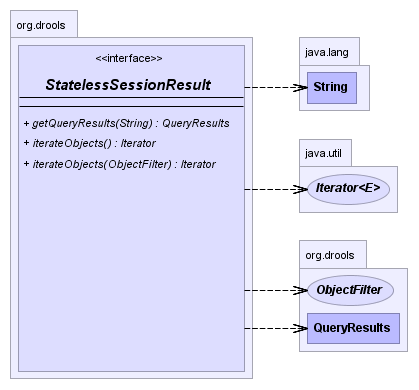 org.drools
<<interface>>
StatelessSessionResult
+ getQueryResults(String) : QueryResults
+ iterateObjects() : Iterator
+ iterateObjects(ObjectFilter) : Iterator
java.lang
String
java.util
Iterator<E>
org.drools
ObjectFilter
QueryResults